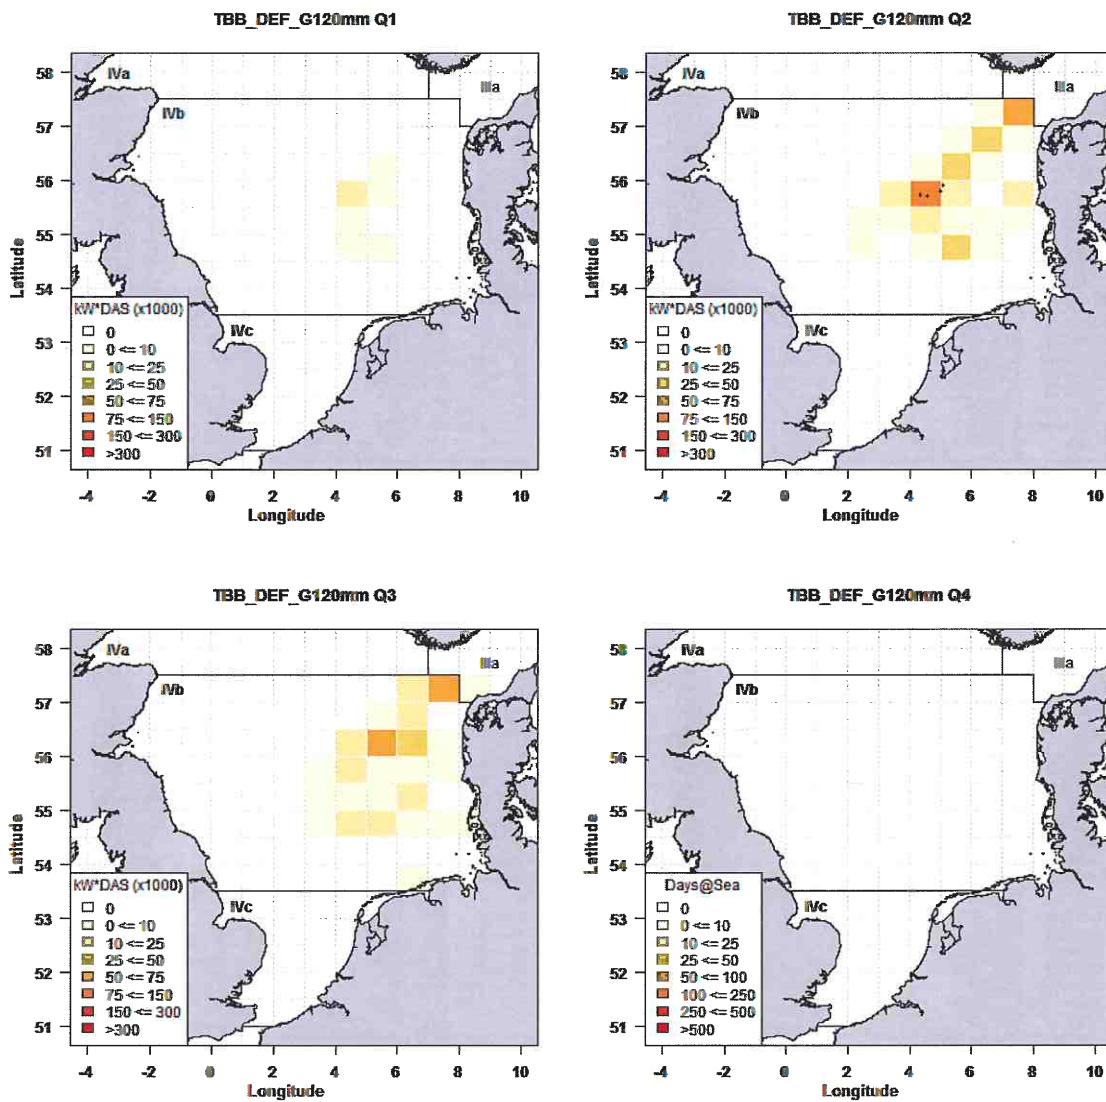 TBB_DEF_G120mm Q1
58
57
56
55
54
53
52
51
Latitude
IVa
IIIa
IVb
IVc
kW*DAS (x1000)
0
0 <= 10
10 <= 25
25 <= 50
50 <= 75
75 <= 150
150 <= 300
>300
-4 -2 0 2 4 6 8 10
Longitude
TBB_DEF_G120mm Q2
58
57
56
55
54
53
52
51
Latitude
IVa
IIIa
IVb
IVc
kW*DAS (x1000)
0
0 <= 10
10 <= 25
25 <= 50
50 <= 75
75 <= 150
150 <= 300
>300
-4 -2 0 2 4 6 8 10
Longitude
TBB_DEF_G120mm Q3
58
57
56
55
54
53
52
51
Latitude
IVa
IIIa
IVb
IVc
kW*DAS (x1000)
0
0 <= 10
10 <= 25
25 <= 50
50 <= 75
75 <= 150
150 <= 300
>300
-4 -2 0 2 4 6 8 10
Longitude
TBB_DEF_G120mm Q4
58
57
56
55
54
53
52
51
Latitude
IVa
IIIa
IVb
IVc
Days@Sea
0
0 <= 10
10 <= 25
25 <= 50
50 <= 100
100 <= 250
250 <= 500
>500
-4 -2 0 2 4 6 8 10
Longitude